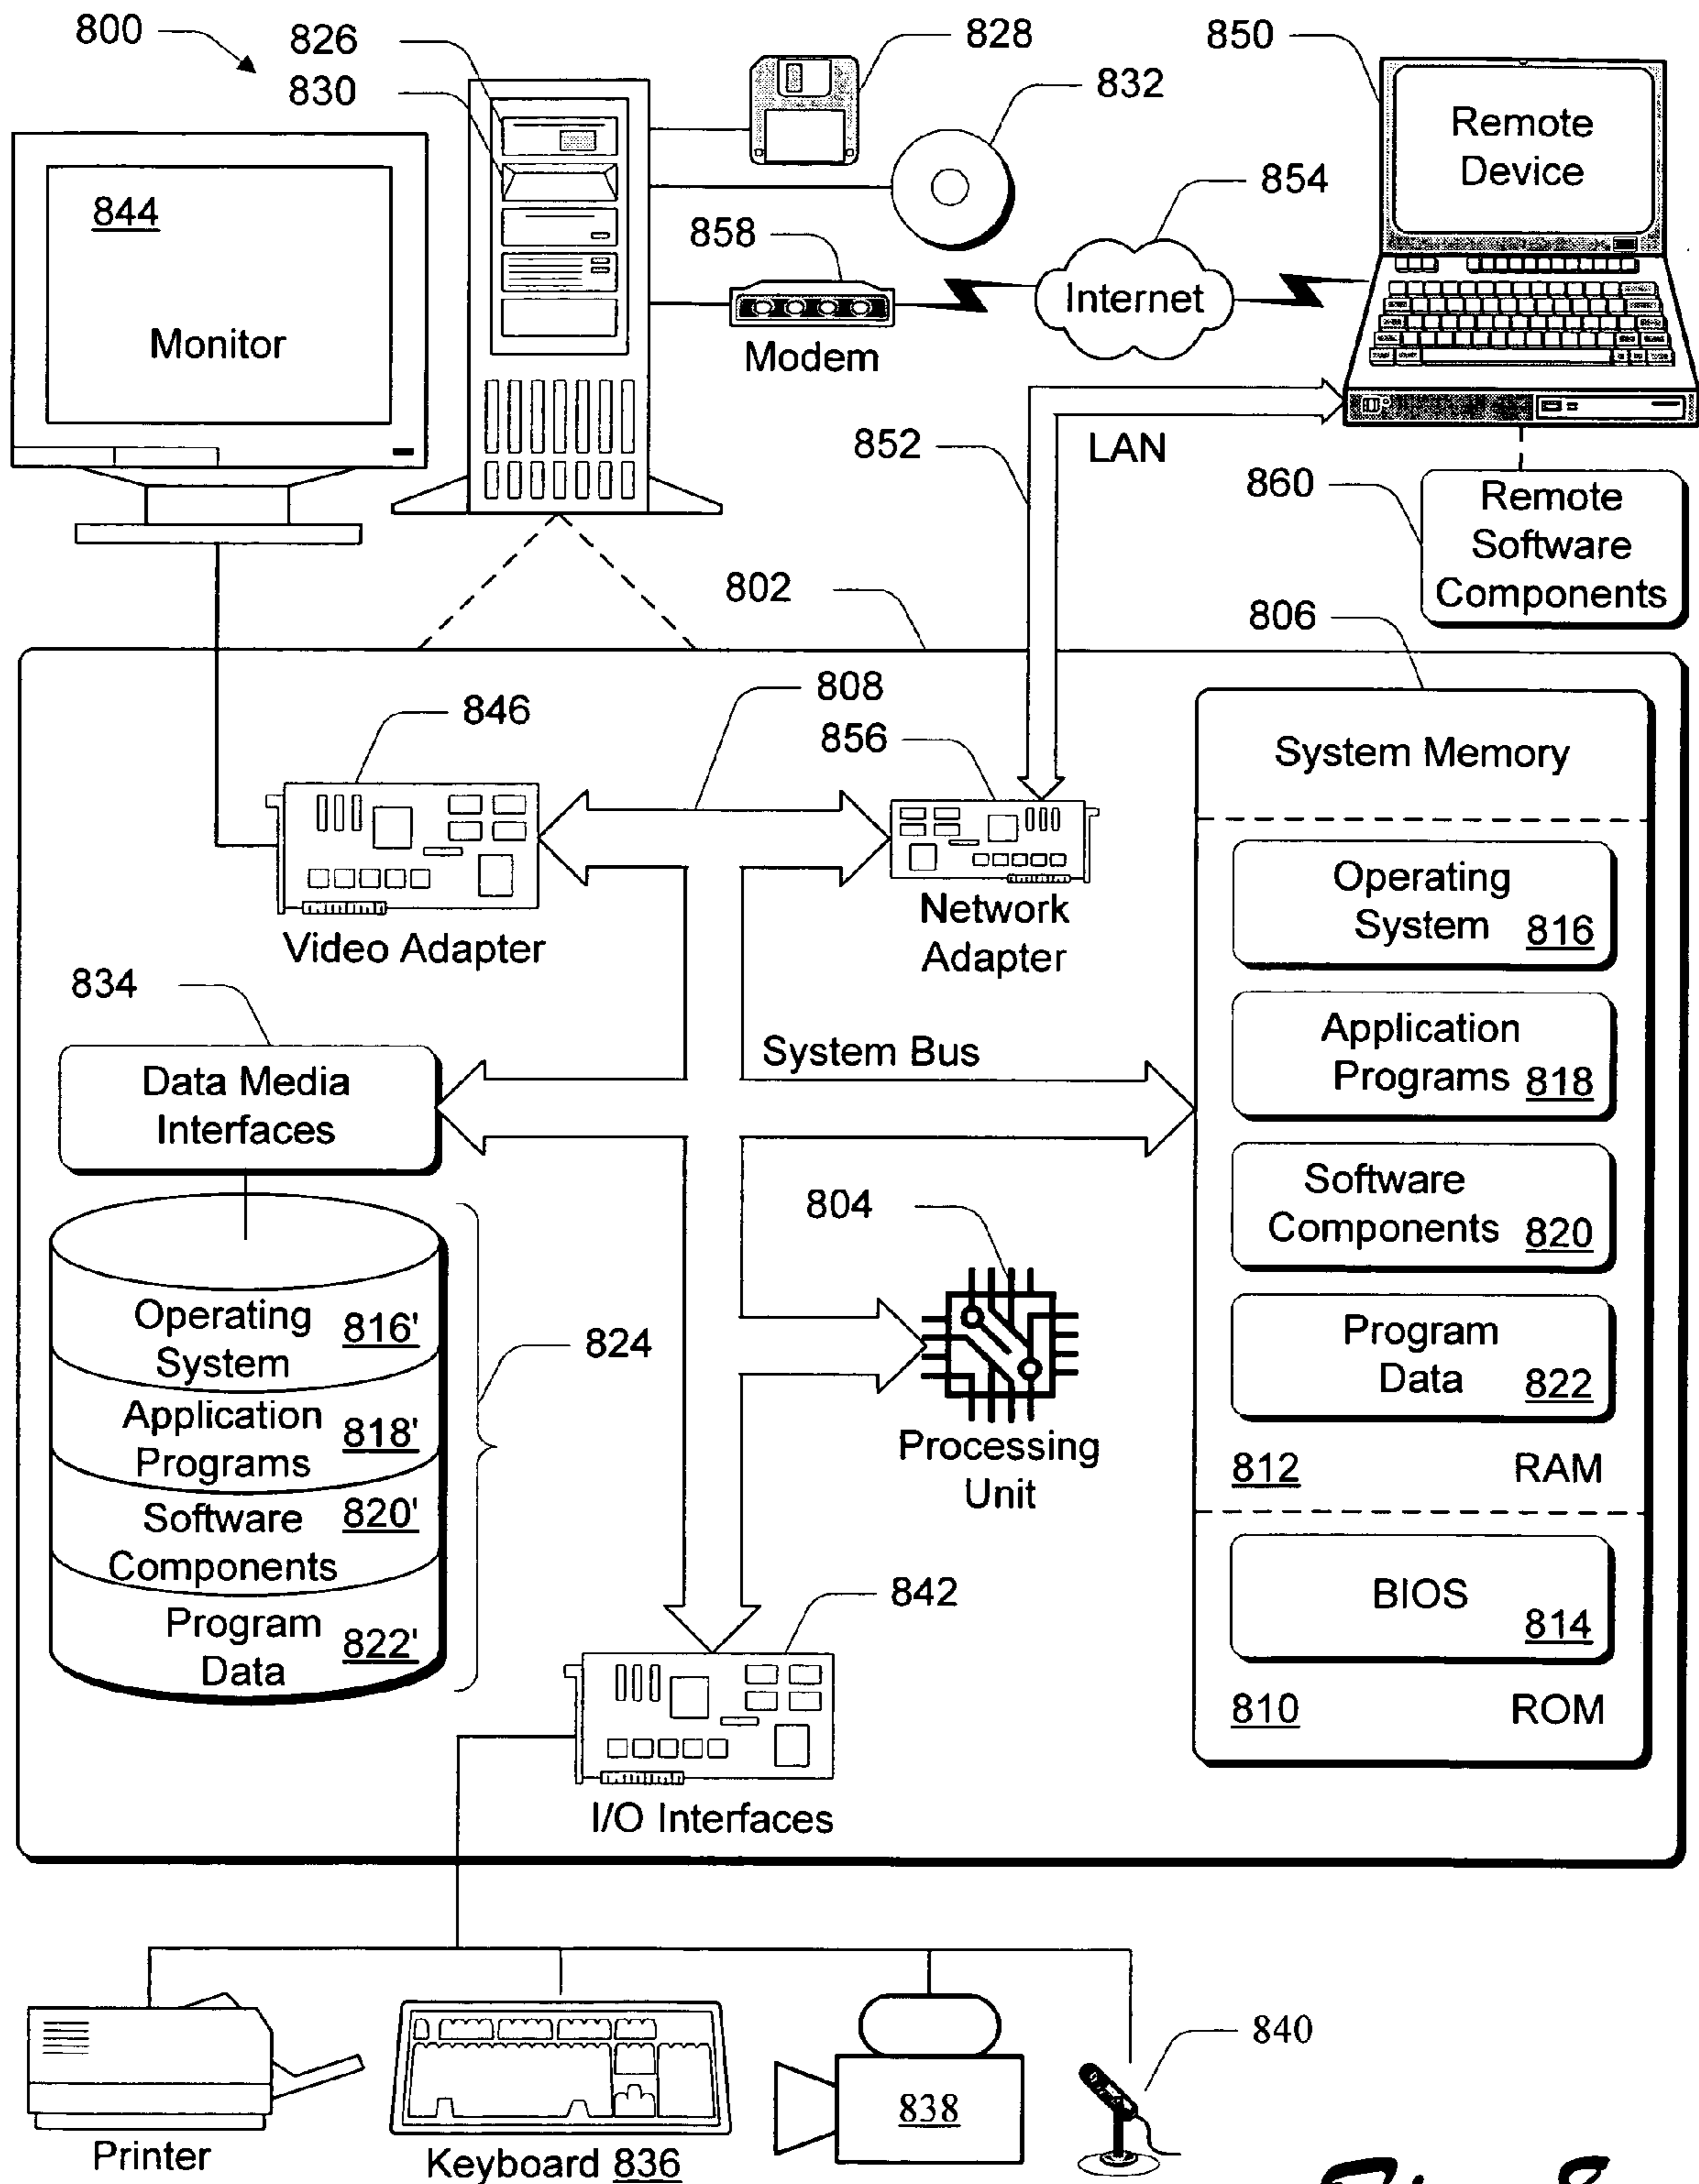 800
826
830
828
832
850
Remote
Device
844
Monitor
858
Modem
854
Internet
852
LAN
860
Remote
Software
Components
802
806
808
846
856
Video Adapter
Network
Adapter
System Memory
Operating
System 816
Application
Programs 818
Software
Components 820
Program
Data 822
812 RAM
BIOS
814
810 ROM
834
Data Media
Interfaces
System Bus
804
Processing
Unit
Operating
System 816'
Application
Programs 818'
Software
Components 820'
Program
Data 822'
824
842
I/O Interfaces
Printer
Keyboard 836
838
840
Fig. 8